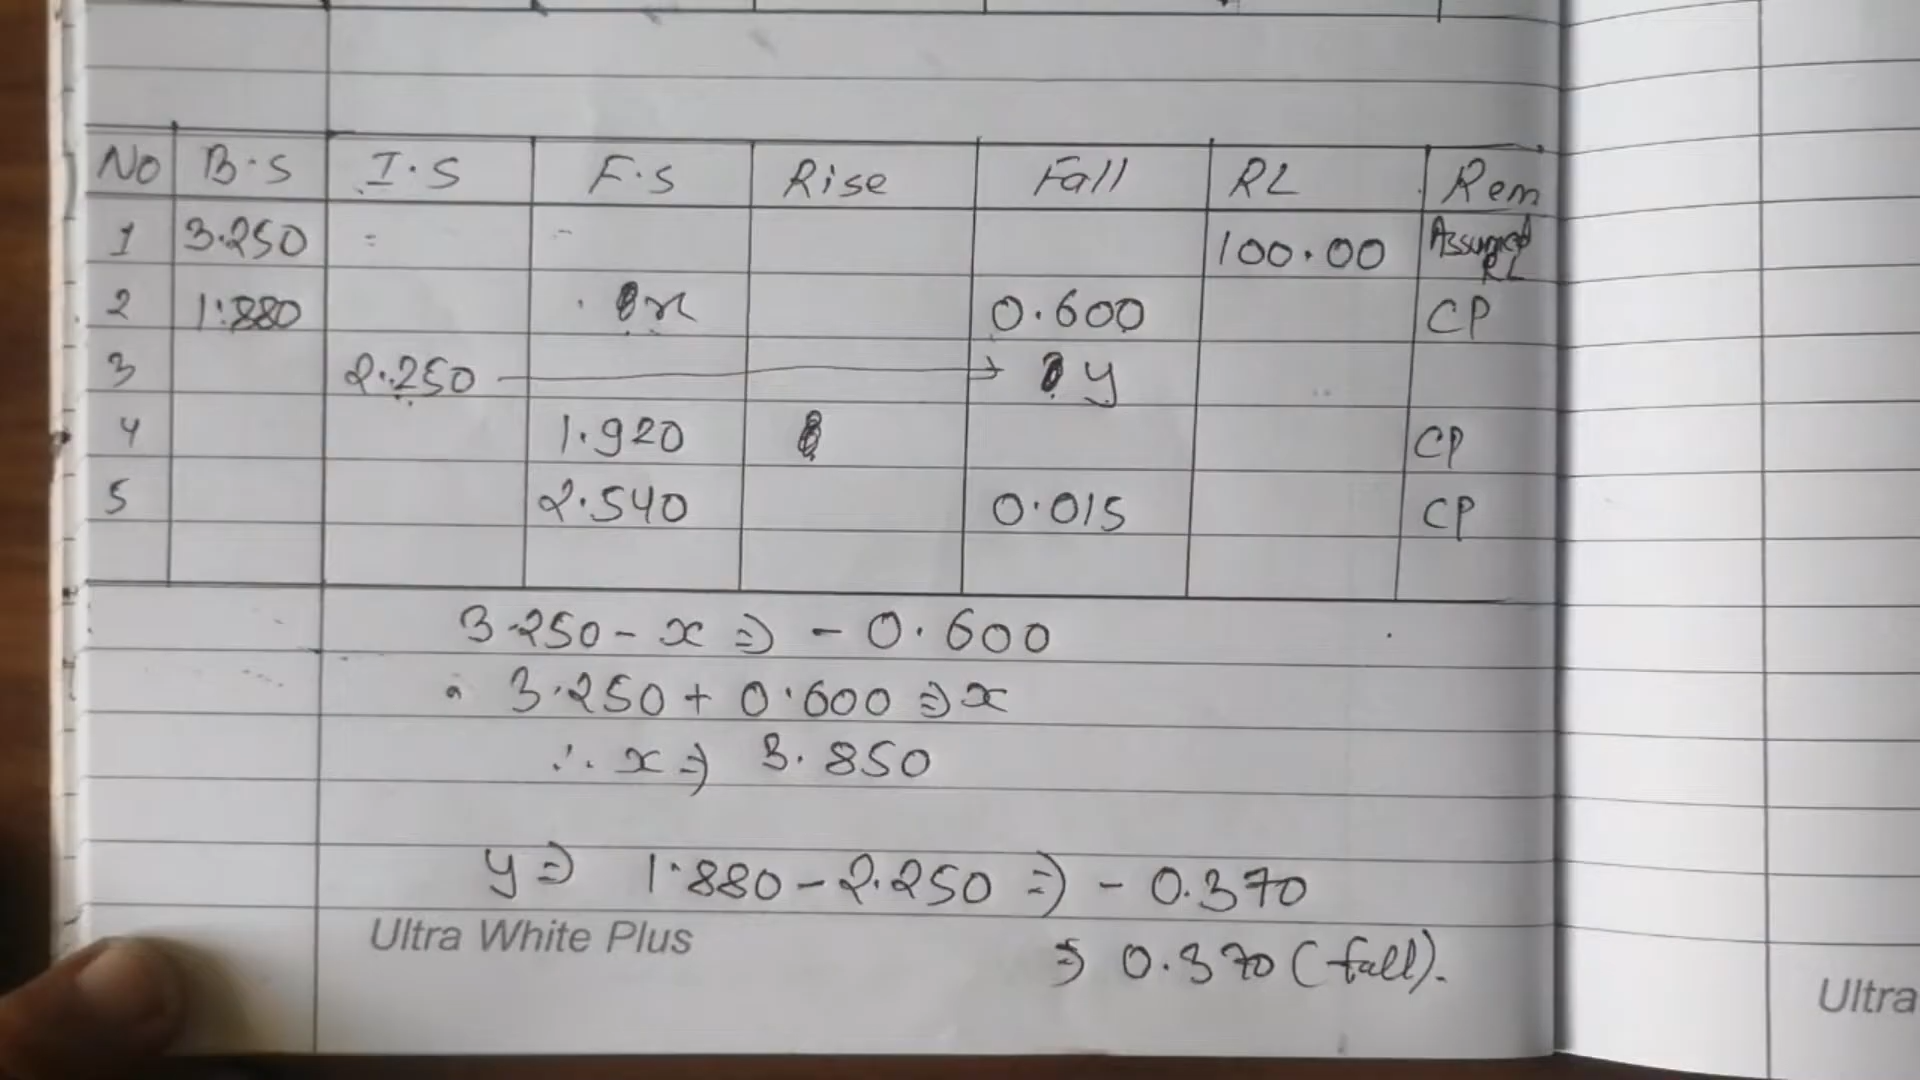 No B.S I.S F.S Rise Fall RL Rem
1 3.250 = - 100.00 Assumed RL
2 1.880 x 0.600 CP
3 2.250 → y
4 1.920 CP
5 2.540 0.015 CP
3.250 - x => - 0.600
3.250 + 0.600 => x
∴ x => 3.850
y => 1.880 - 2.250 => - 0.370
Ultra White Plus
=> 0.370 (fall).
Ultra